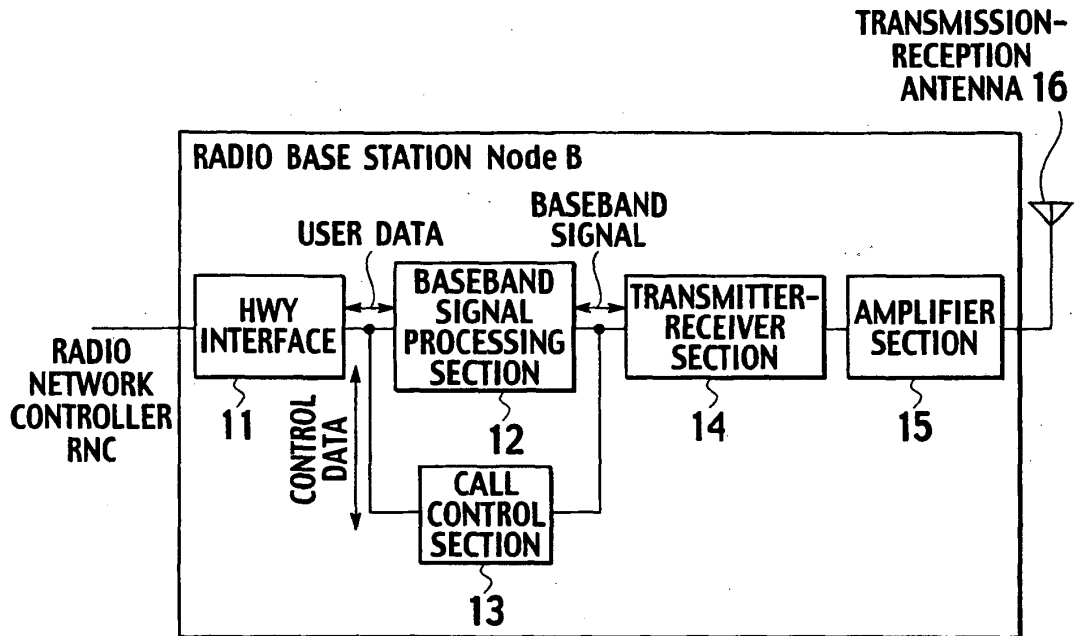 TRANSMISSION-
RECEPTION
ANTENNA 16
RADIO BASE STATION Node B
USER DATA
BASEBAND
SIGNAL
HWY
INTERFACE
BASEBAND
SIGNAL
PROCESSING
SECTION
TRANSMITTER-
RECEIVER
SECTION
AMPLIFIER
SECTION
RADIO
NETWORK
CONTROLLER
RNC
11
CONTROL
DATA
12
14
15
CALL
CONTROL
SECTION
13